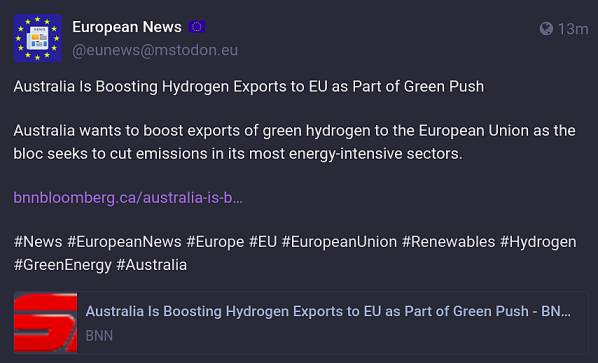 European News 🇪🇺
@eunews@mstodon.eu
13m
Australia Is Boosting Hydrogen Exports to EU as Part of Green Push
Australia wants to boost exports of green hydrogen to the European Union as the
bloc seeks to cut emissions in its most energy-intensive sectors.
bnnbloomberg.ca/australia-is-b…
#News #EuropeanNews #Europe #EU #EuropeanUnion #Renewables #Hydrogen
#GreenEnergy #Australia
Australia Is Boosting Hydrogen Exports to EU as Part of Green Push - BN…
BNN